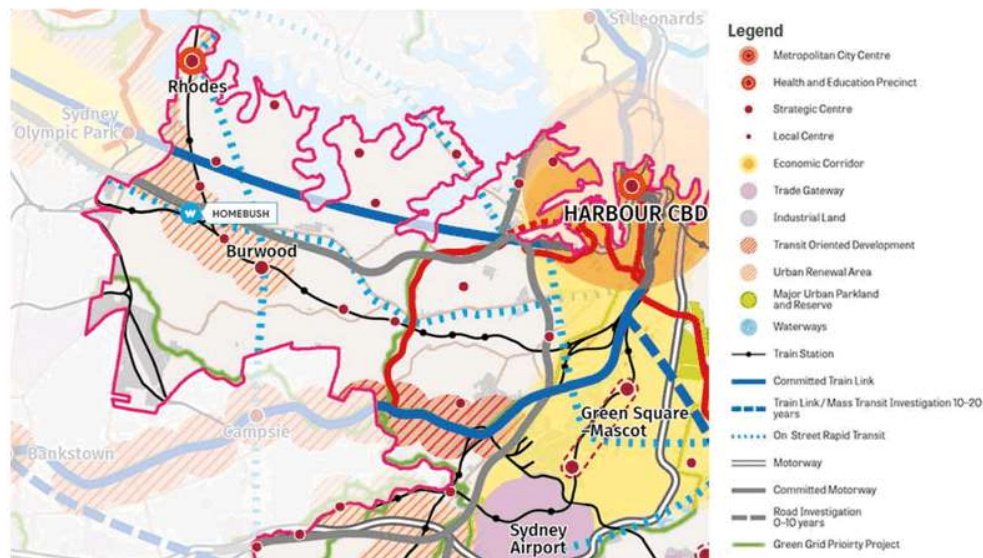 St Leonards
Rhodes
Sydney
Olympic Park
W
HOMEBUSH
HARBOUR CBD
Burwood
Campsie
Green Square
-Mascot
Bankstown
Sydney
Airport
Legend
Metropolitan City Centre
Health and Education Precinct
Strategic Centre
Local Centre
Economic Corridor
Trade Gateway
Industrial Land
Transit Oriented Development
Urban Renewal Area
Major Urban Parkland
and Reserve
Waterways
Train Station
Committed Train Link
Train Link/Mass Transit Investigation 10-20
years
On Street Rapid Transit
Motorway
Committed Motorway
Road Investigation
0-10 years
Green Grid Prioirty Project